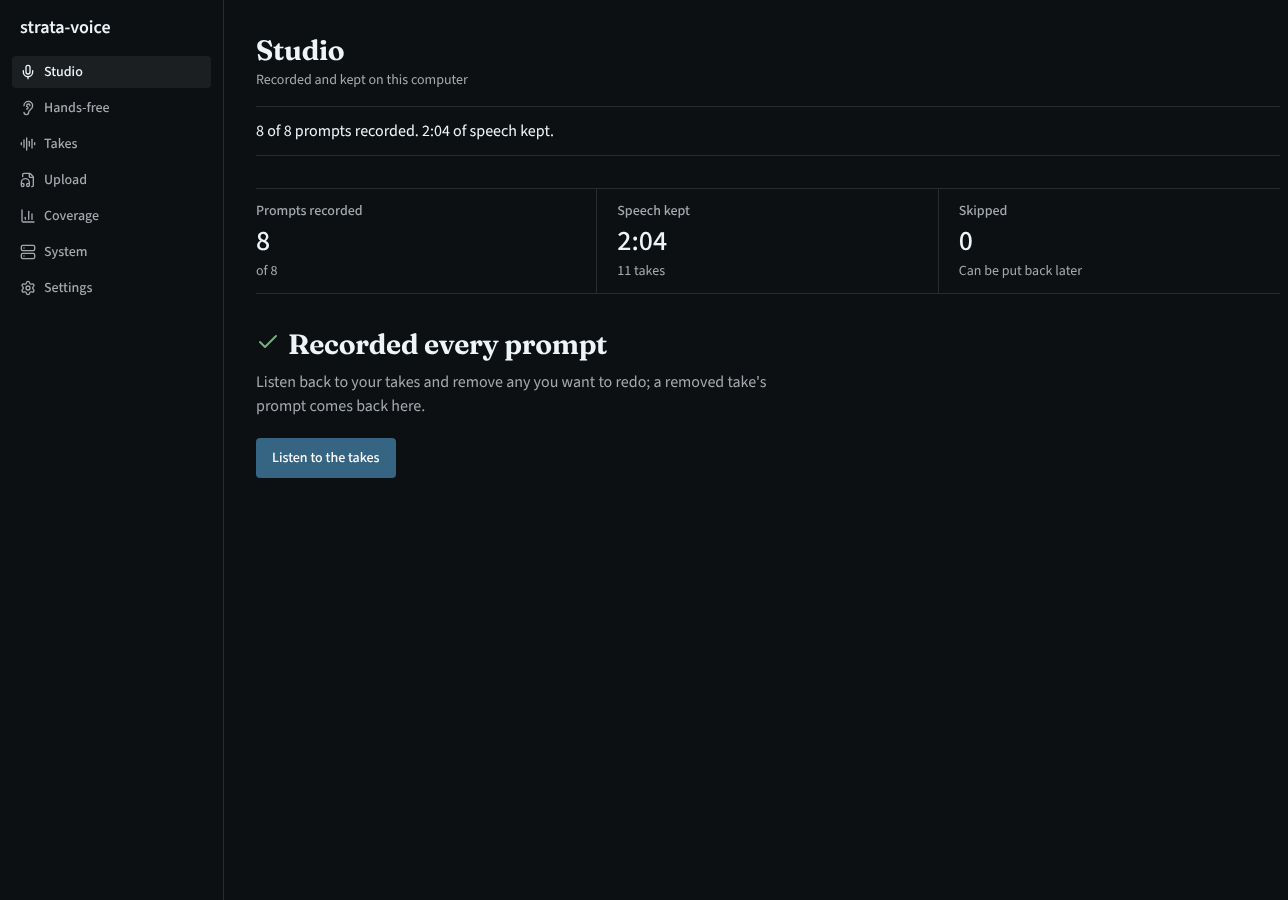 strata-voice
Studio
Hands-free
Takes
Upload
Coverage
System
Settings
Studio
Recorded and kept on this computer
8 of 8 prompts recorded. 2:04 of speech kept.
Prompts recorded
8
of 8
Speech kept
2:04
11 takes
Skipped
0
Can be put back later
Recorded every prompt
Listen back to your takes and remove any you want to redo; a removed take's
prompt comes back here.
Listen to the takes